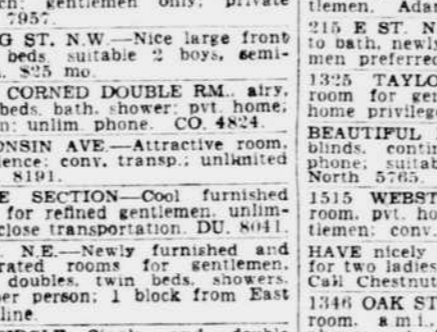 gentlemen only; private
7957.
G ST. N.W.—Nice large front
beds suitable 2 boys, semi-
$25 mo.
CORNED DOUBLE RM., airy,
beds, bath, shower; pvt. home;
unlim. phone. CO. 4824.
ONSIN AVE.—Attractive room,
ence; conv. transp.; unlimited
8191.
E SECTION—Cool furnished
for refined gentlemen, unlim-
close transportation. DU. 8041.
N.E.—Newly furnished and
rated rooms for gentlemen,
doubles, twin beds, showers.
er person; 1 block from East
line.
double
tlemen. Adam
215 E ST. N
to bath, newly
men preferred
1325 TAYLO
room for gen
home privileg
BEAUTIFUL
blinds, contin
phone; suitab
North 5765.
1515 WEBST
room, pvt. ho
tlemen; conv.
HAVE nicely
for two ladies
Call Chestnut
1346 OAK ST
room, a.m.i.,